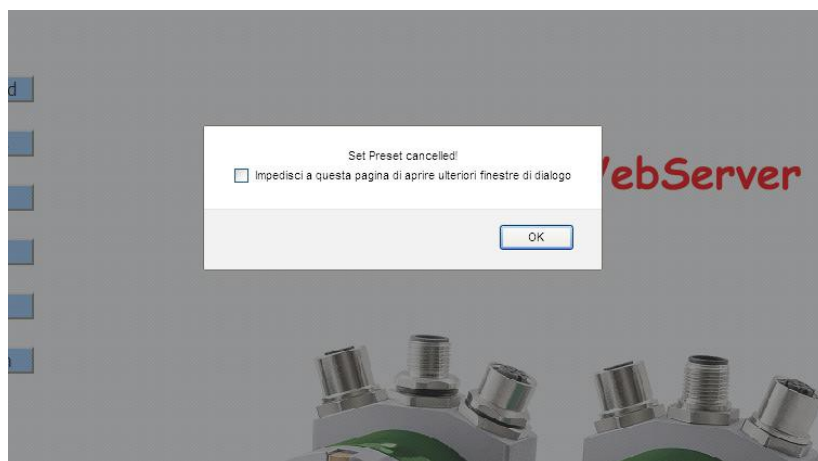 d
Set Preset cancelled!
Impedisci a questa pagina di aprire ulteriori finestre di dialogo
ebServer
OK